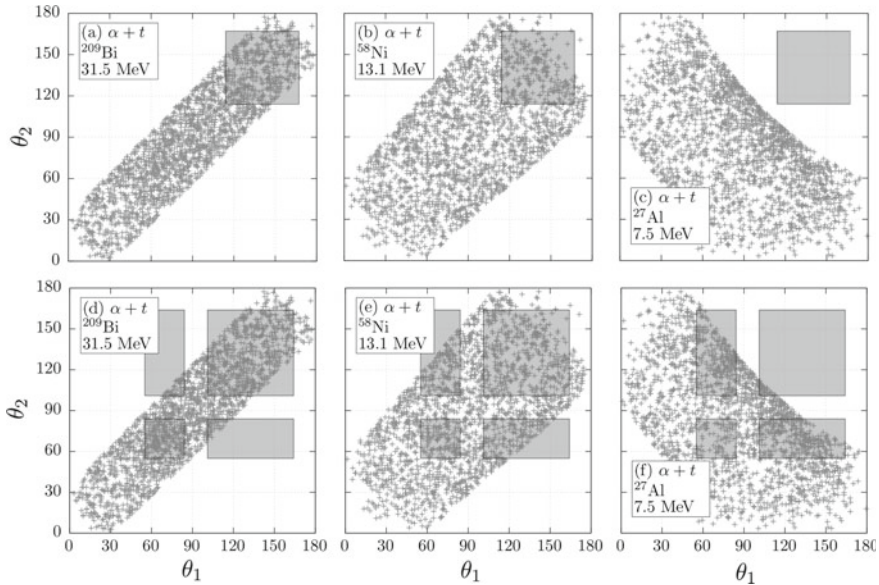 180
150
120
90
60
30
0
θ₂
(a) α + t
²⁰⁹Bi
31.5 MeV
(b) α + t
⁵⁸Ni
13.1 MeV
(c) α + t
²⁷Al
7.5 MeV
180
150
120
90
60
30
0
θ₂
(d) α + t
²⁰⁹Bi
31.5 MeV
(e) α + t
⁵⁸Ni
13.1 MeV
(f) α + t
²⁷Al
7.5 MeV
0 30 60 90 120 150 180
0 30 60 90 120 150 180
0 30 60 90 120 150 180
θ₁
θ₁
θ₁